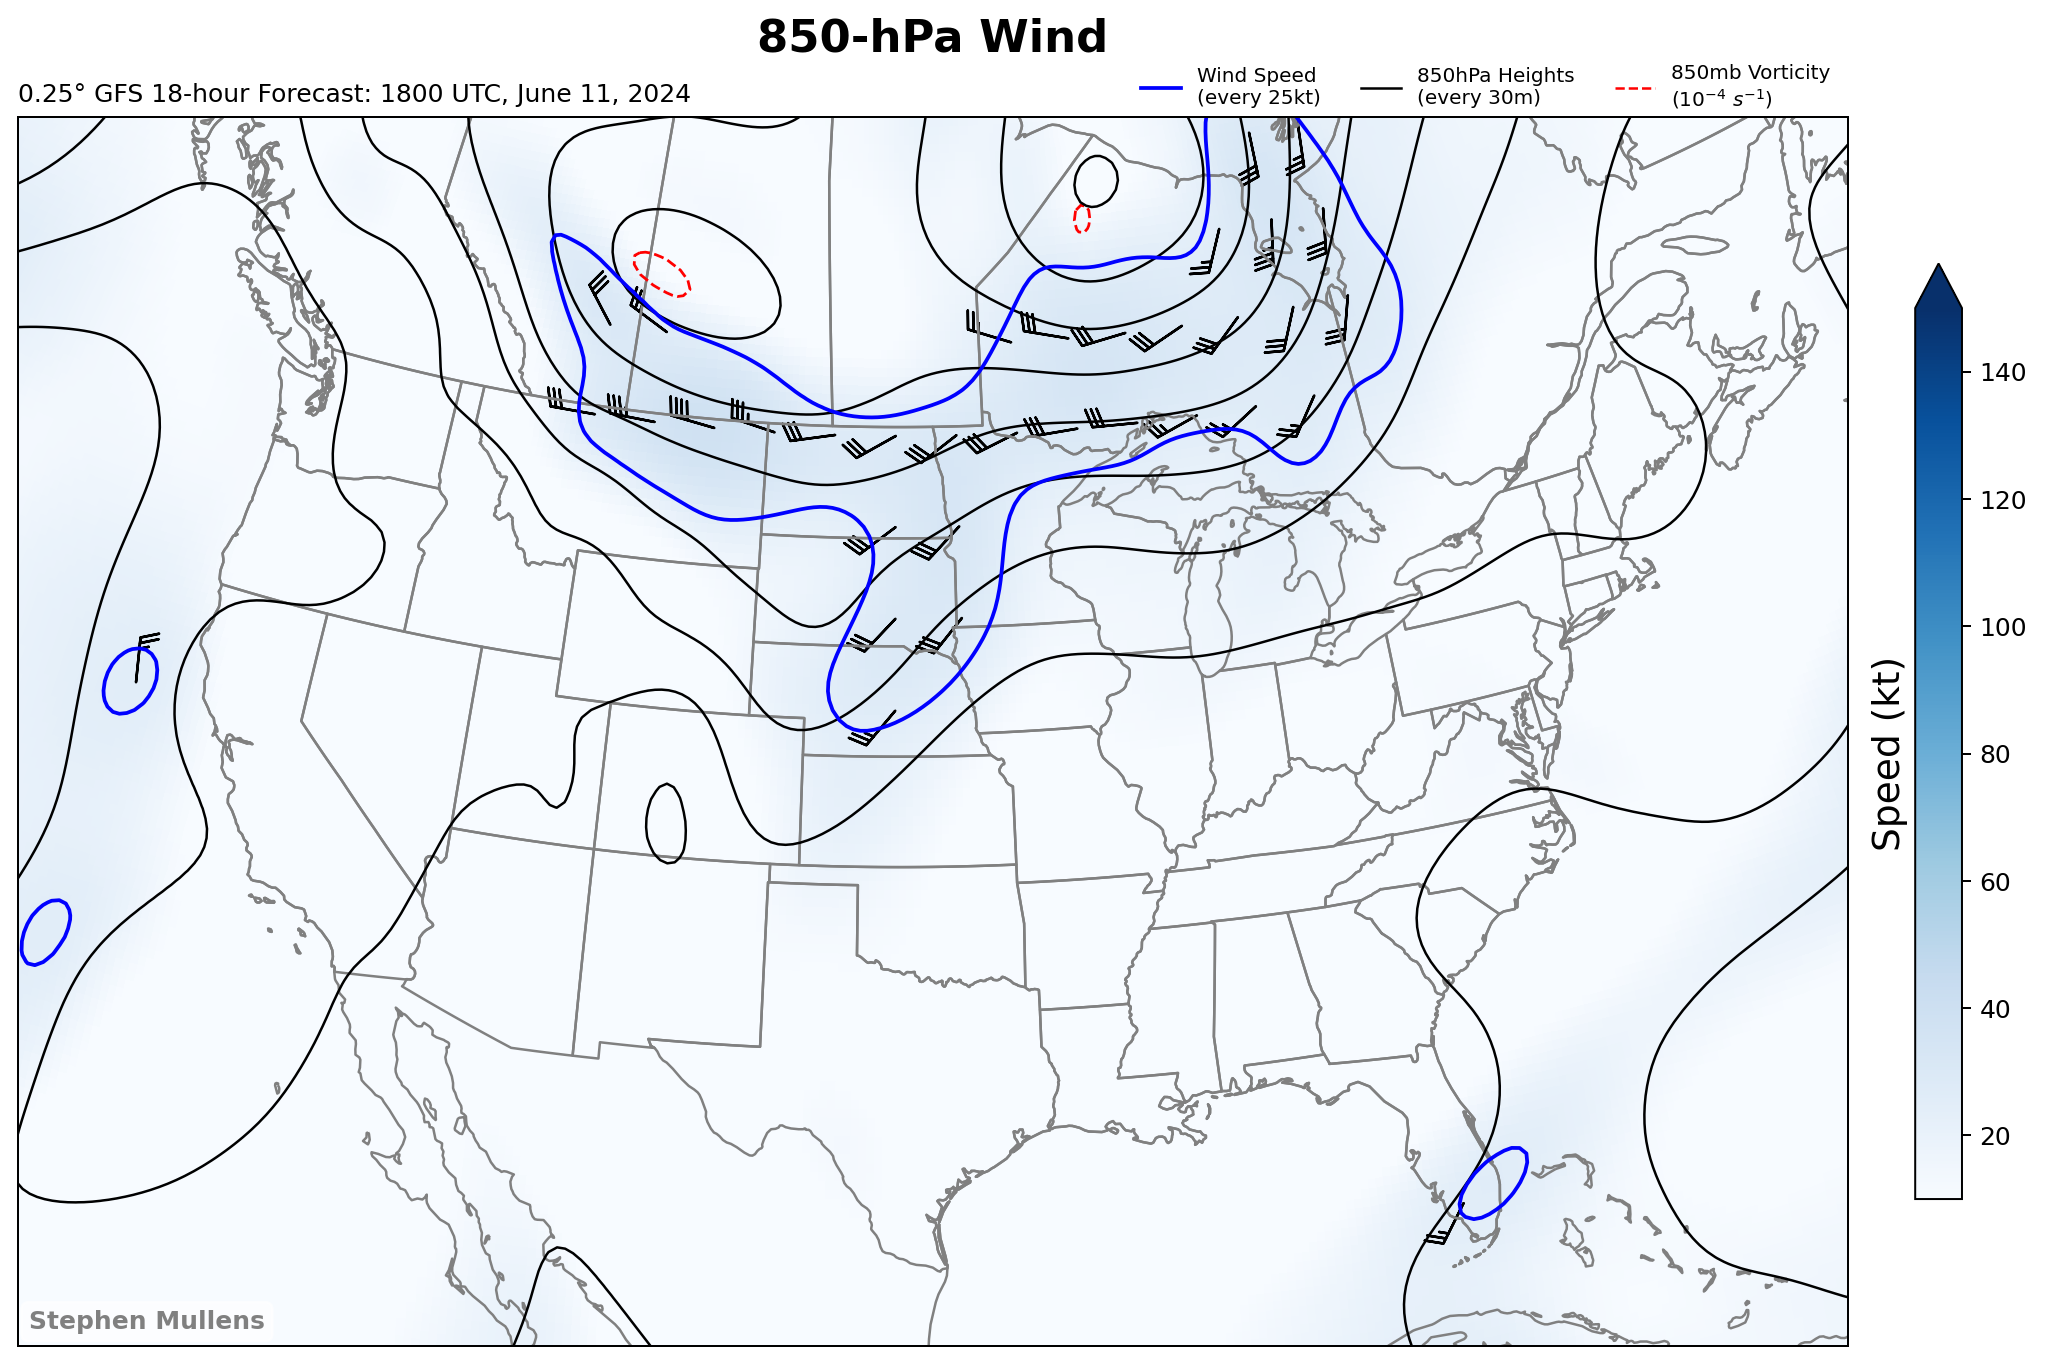 850-hPa Wind
0.25° GFS 18-hour Forecast: 1800 UTC, June 11, 2024
Wind Speed
(every 25kt)
850hPa Heights
(every 30m)
850mb Vorticity
(10⁻⁴ s⁻¹)
140
120
100
80
60
40
20
Speed (kt)
Stephen Mullens